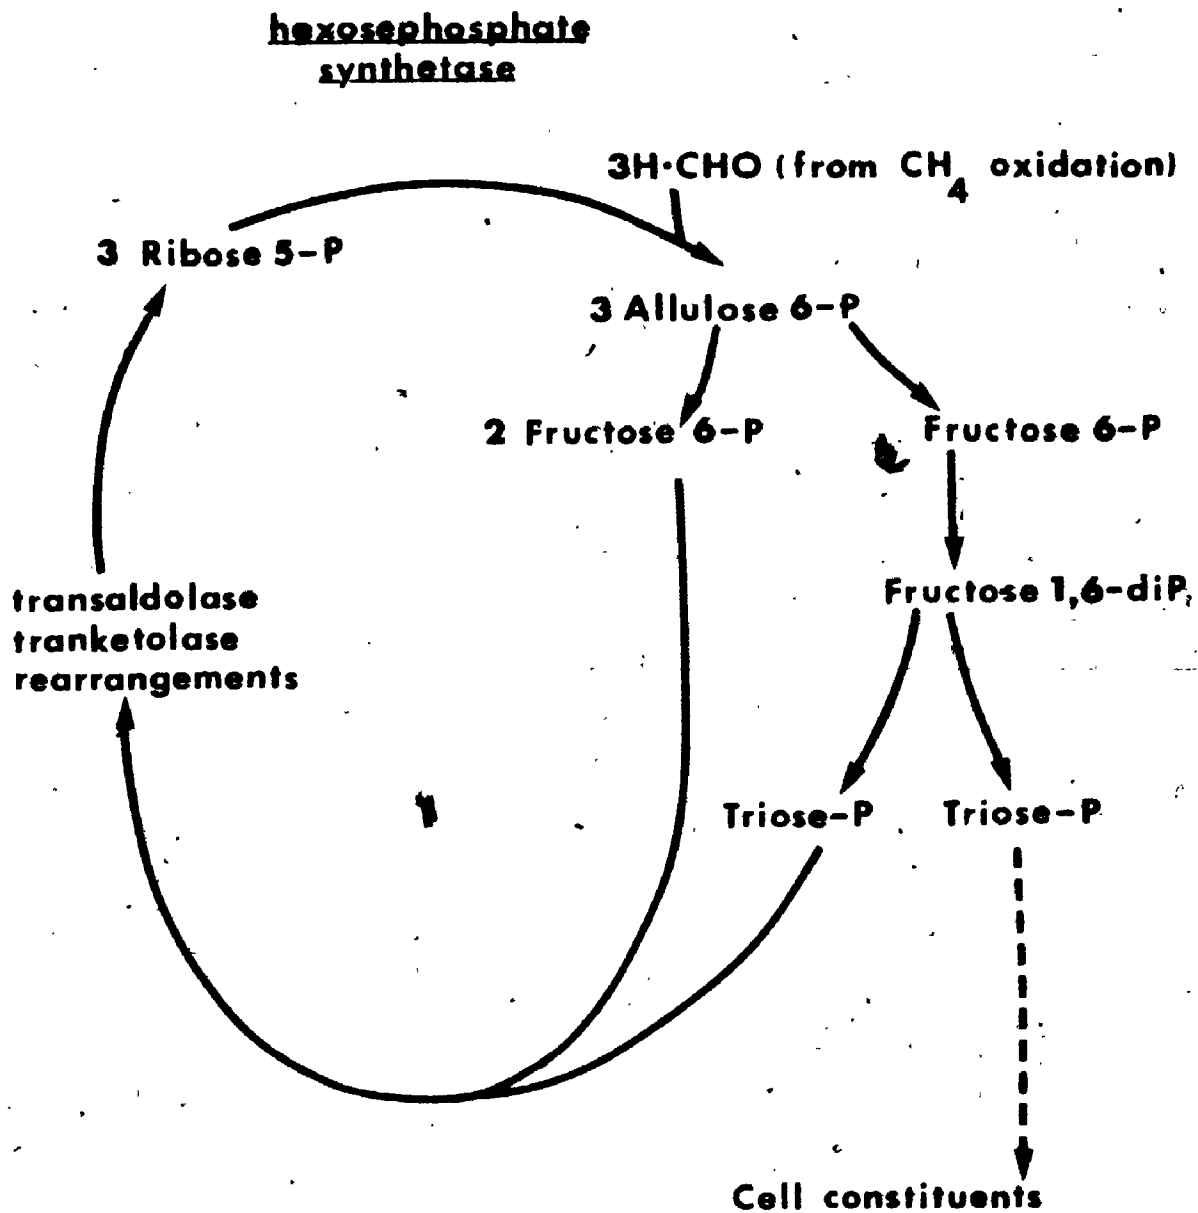 hexosephosphate
synthetase
3H·CHO (from CH4 oxidation)
3 Ribose 5-P
3 Allulose 6-P
2 Fructose 6-P
Fructose 6-P
transaldolase
tranketolase
rearrangements
Fructose 1,6-diP
Triose-P
Triose-P
Cell constituents